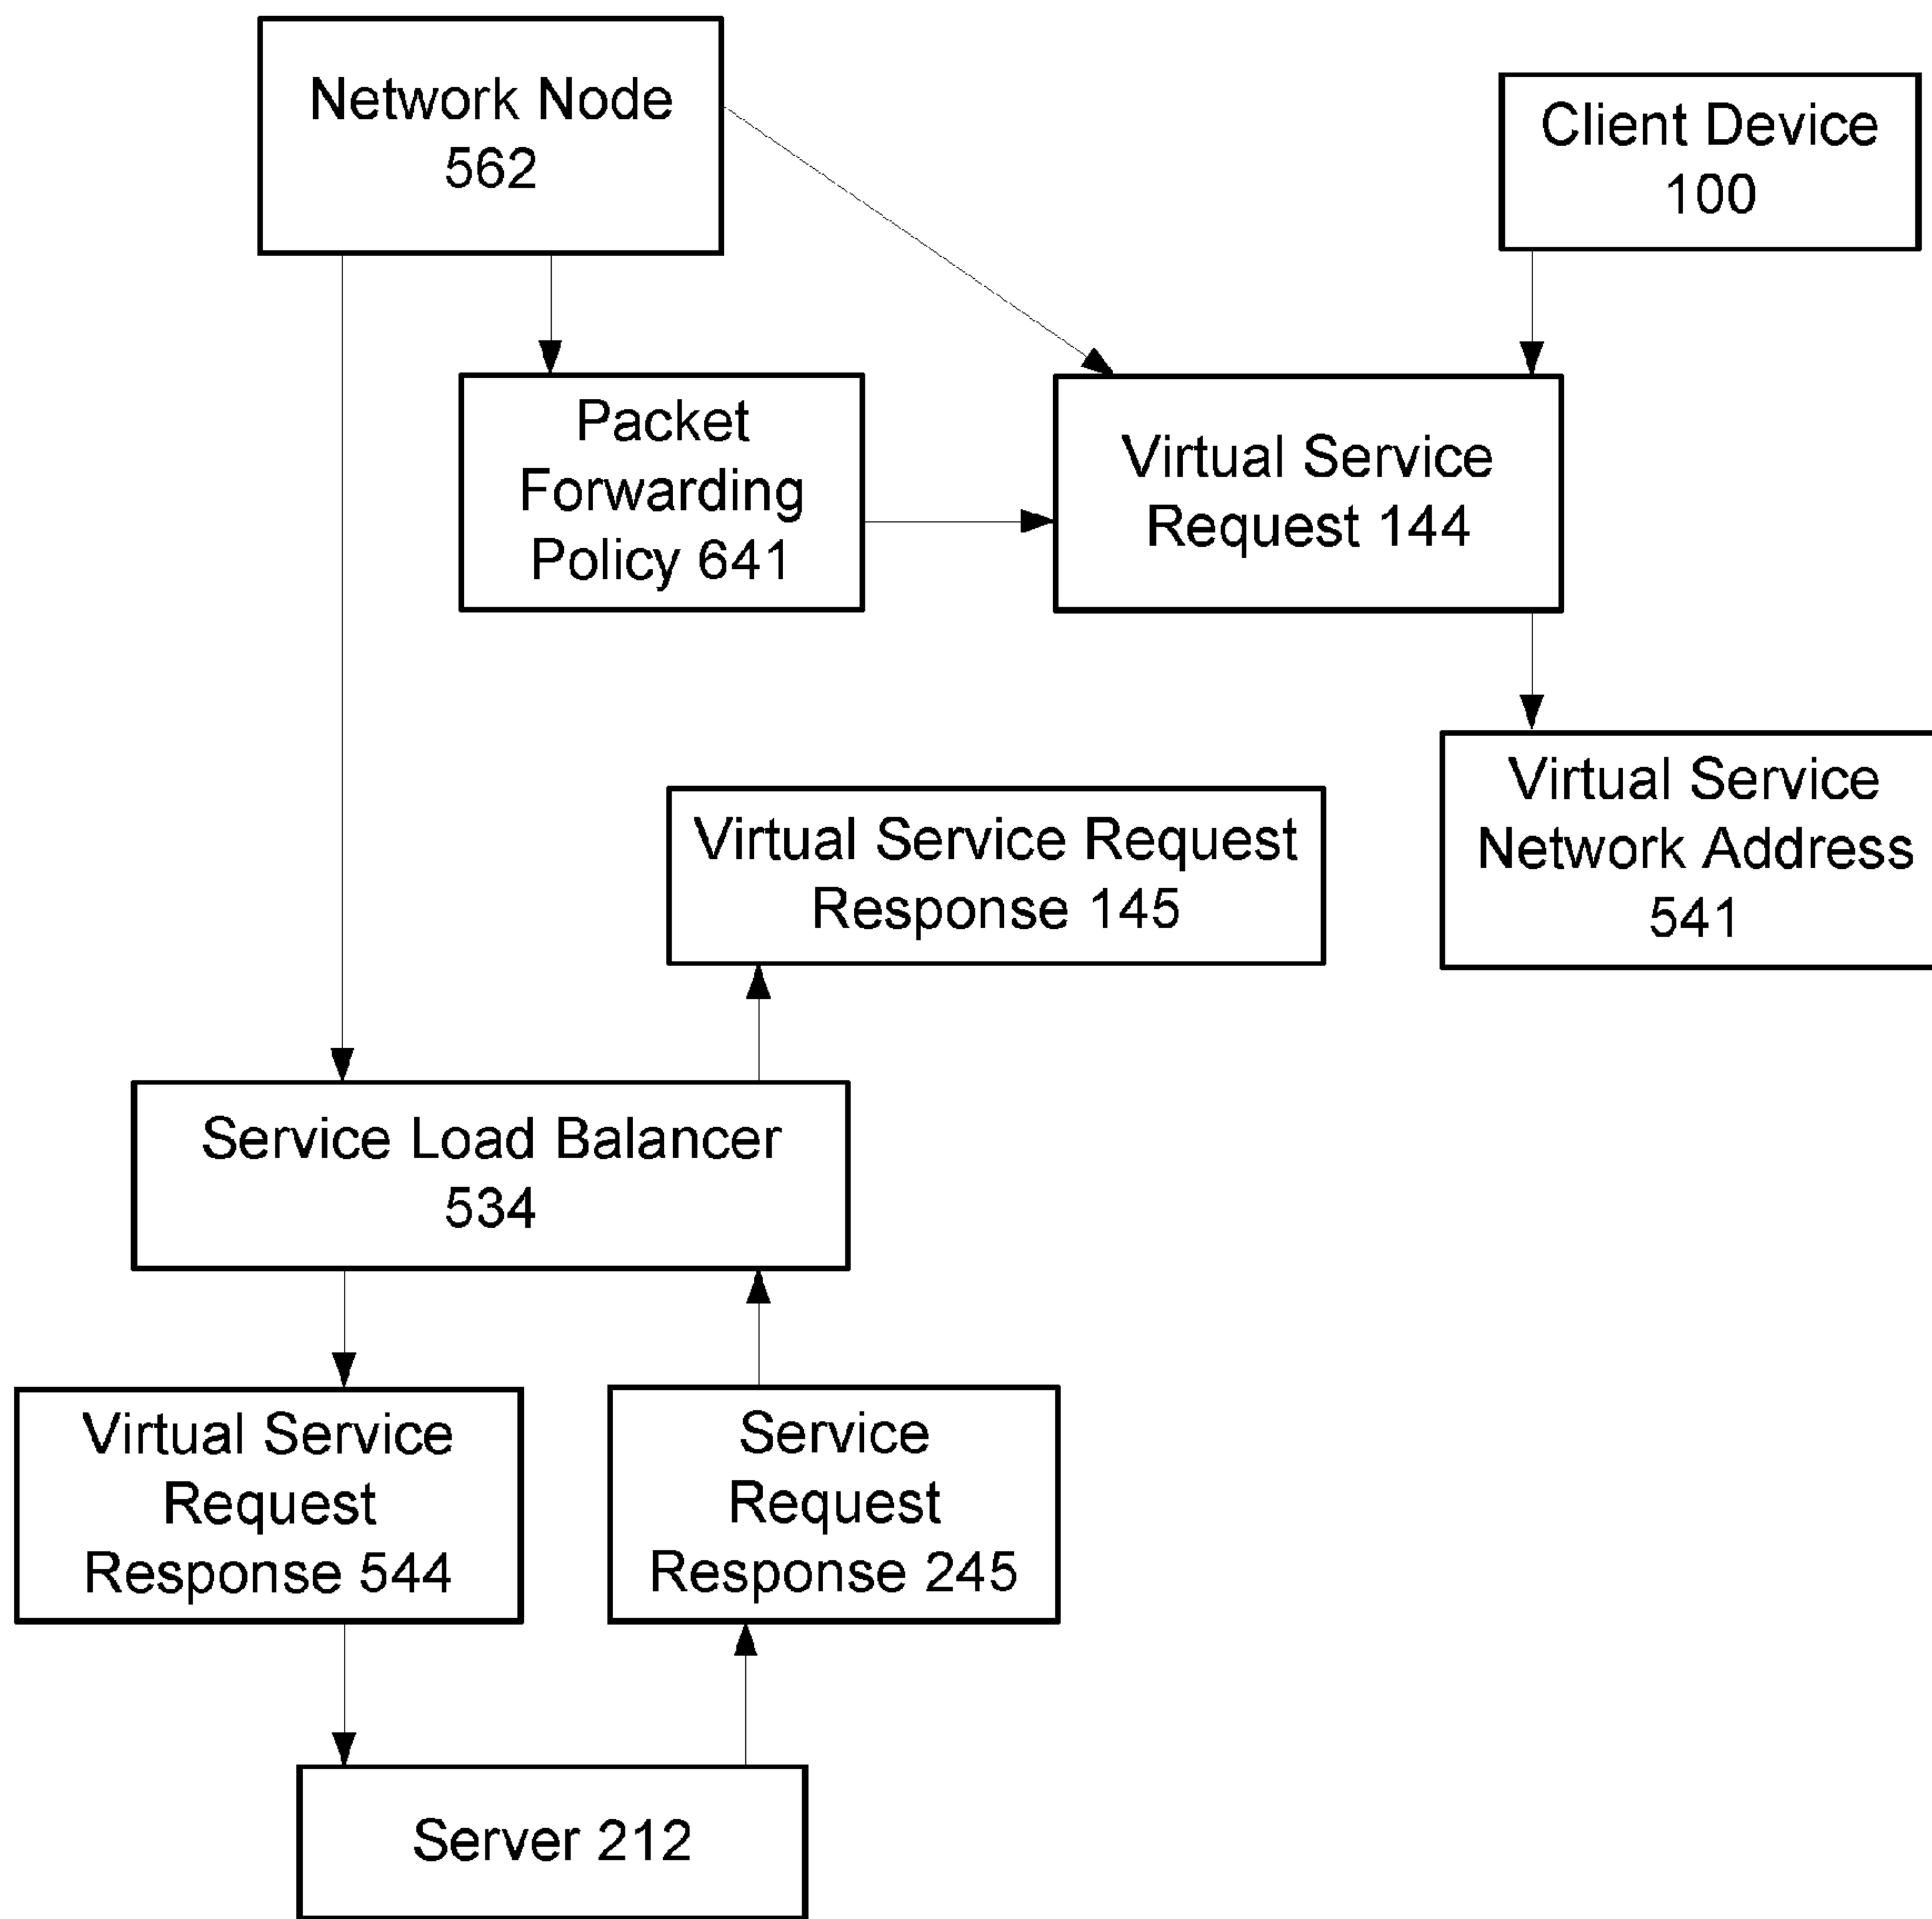 Network Node
562
Client Device
100
Packet
Forwarding
Policy 641
Virtual Service
Request 144
Virtual Service
Network Address
541
Virtual Service Request
Response 145
Service Load Balancer
534
Virtual Service
Request
Response 544
Service
Request
Response 245
Server 212